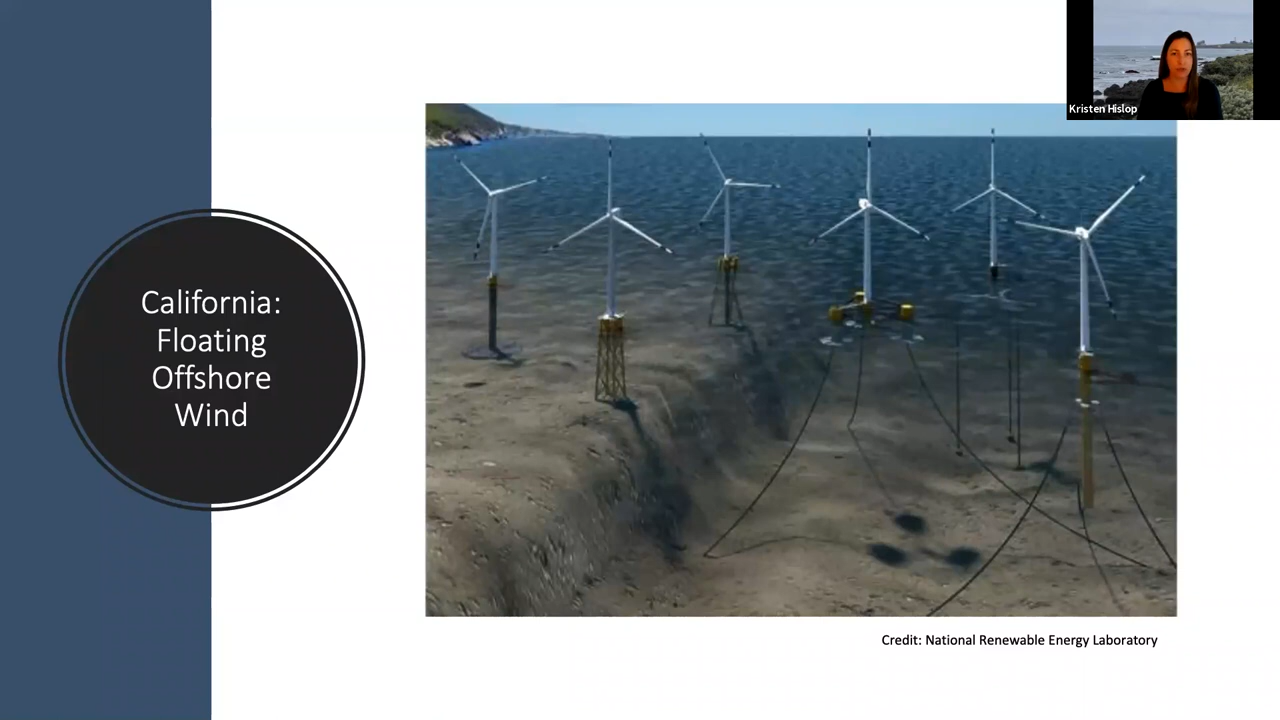 Kristen Hislop
California:
Floating
Offshore
Wind
Credit: National Renewable Energy Laboratory